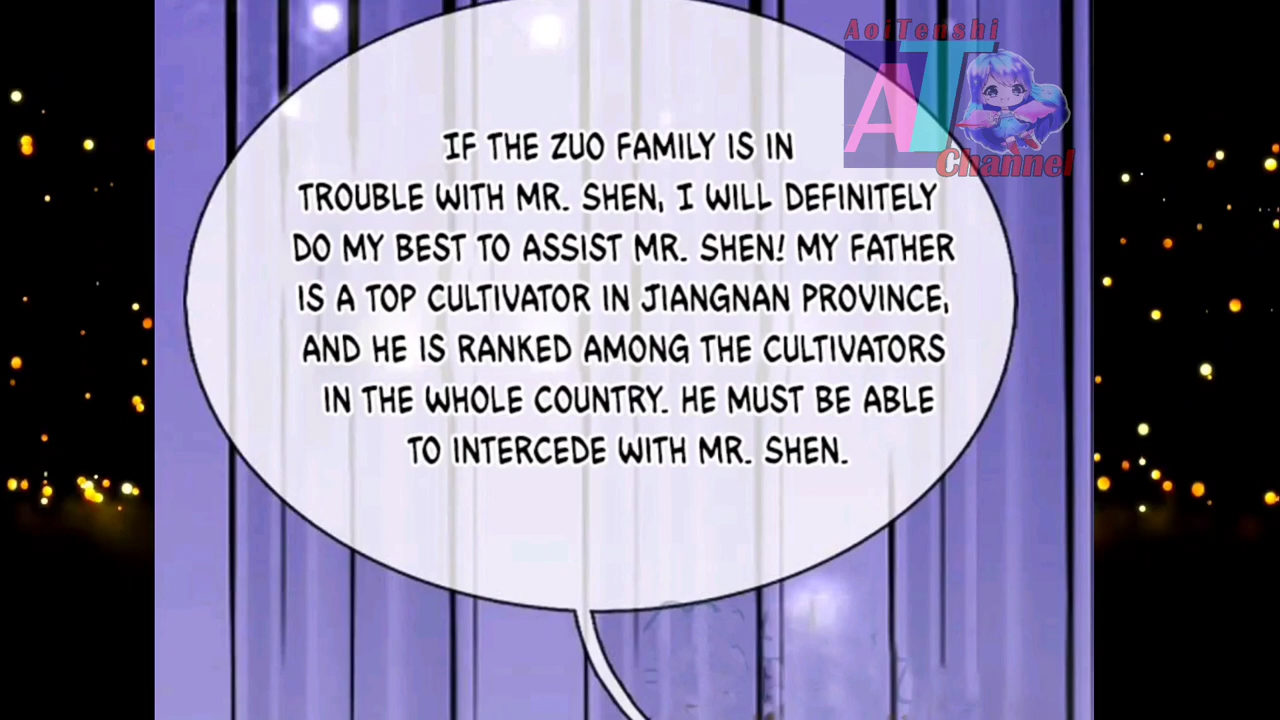 AoiTenshi
AT
Channel
IF THE ZUO FAMILY IS IN
TROUBLE WITH MR. SHEN, I WILL DEFINITELY
DO MY BEST TO ASSIST MR. SHEN! MY FATHER
IS A TOP CULTIVATOR IN JIANGNAN PROVINCE,
AND HE IS RANKED AMONG THE CULTIVATORS
IN THE WHOLE COUNTRY. HE MUST BE ABLE
TO INTERCEDE WITH MR. SHEN.